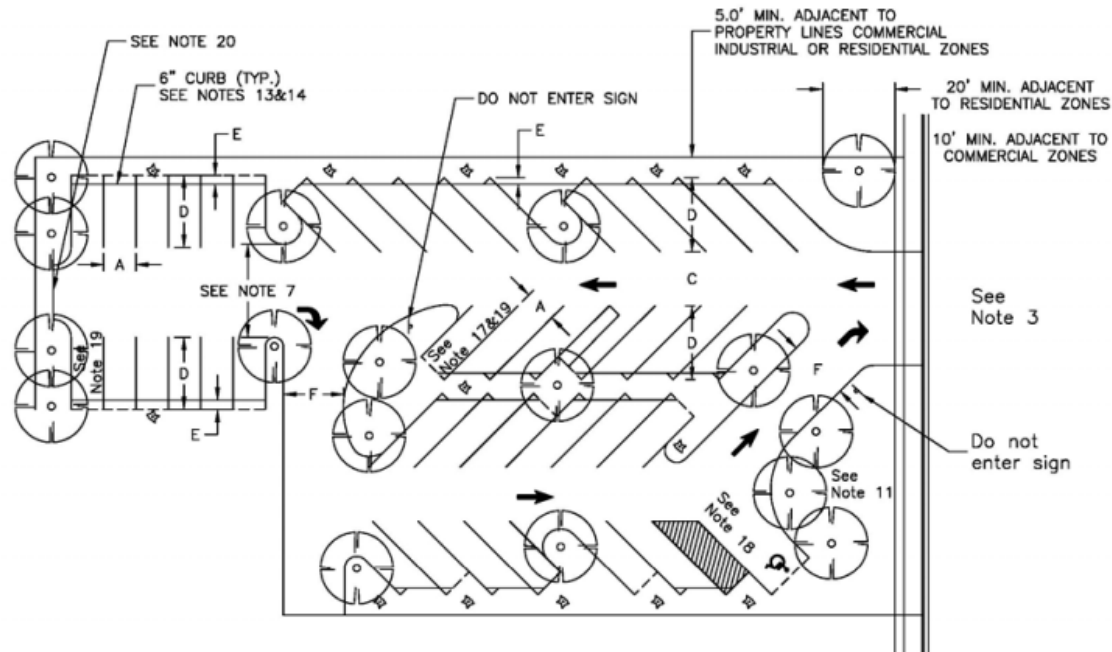 5.0' MIN. ADJACENT TO
PROPERTY LINES COMMERCIAL
INDUSTRIAL OR RESIDENTIAL ZONES
SEE NOTE 20
6" CURB (TYP.)
SEE NOTES 13&14
DO NOT ENTER SIGN
20' MIN. ADJACENT
TO RESIDENTIAL ZONES
10' MIN. ADJACENT TO
COMMERCIAL ZONES
E
E
D
D
A
C
SEE NOTE 7
A
See
Note 17&19
See
Note 3
See
Note 19
D
D
F
F
E
Do not
enter sign
See
Note 11
See
Note 18